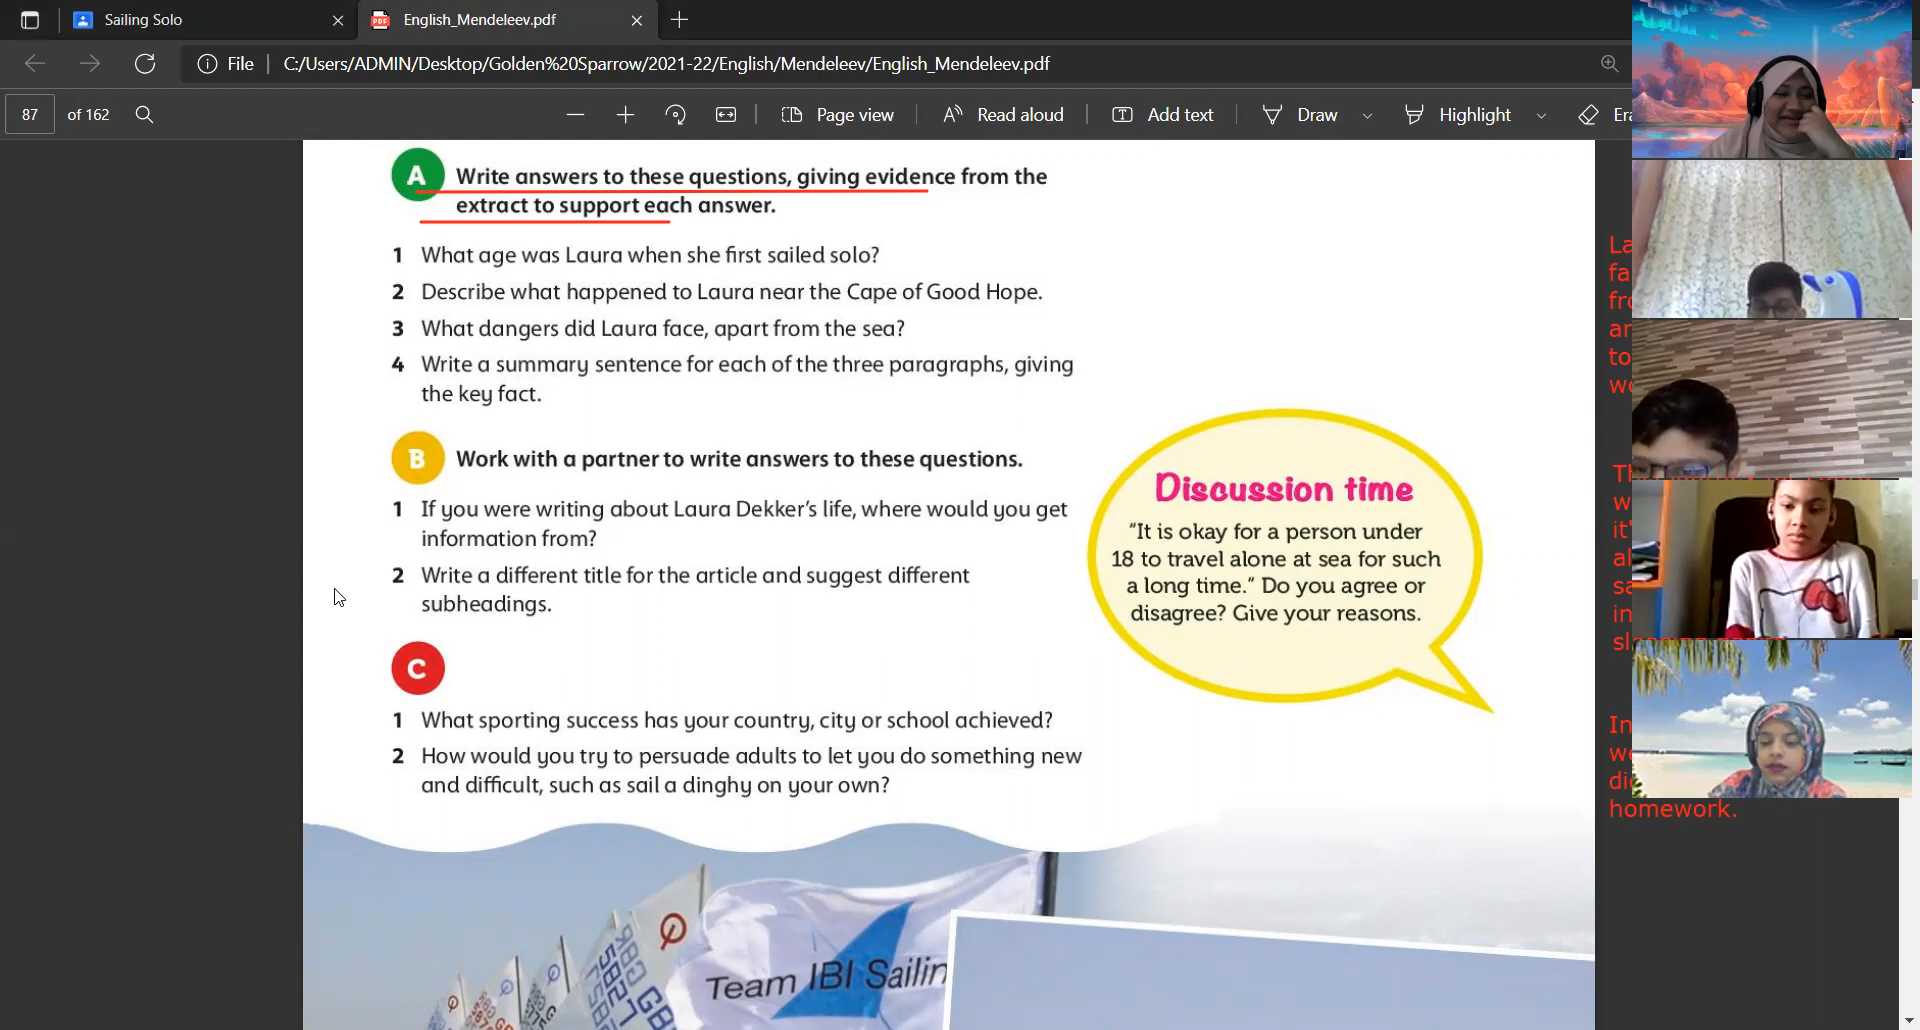 Sailing Solo
English_Mendeleev.pdf
File
C:/Users/ADMIN/Desktop/Golden%20Sparrow/2021-22/English/Mendeleev/English_Mendeleev.pdf
87 of 162
Page view
Read aloud
Add text
Draw
Highlight
A Write answers to these questions, giving evidence from the
extract to support each answer.
1 What age was Laura when she first sailed solo?
2 Describe what happened to Laura near the Cape of Good Hope.
3 What dangers did Laura face, apart from the sea?
4 Write a summary sentence for each of the three paragraphs, giving
the key fact.
B Work with a partner to write answers to these questions.
1 If you were writing about Laura Dekker's life, where would you get
information from?
2 Write a different title for the article and suggest different
subheadings.
Discussion time
"It is okay for a person under
18 to travel alone at sea for such
a long time." Do you agree or
disagree? Give your reasons.
C
1 What sporting success has your country, city or school achieved?
2 How would you try to persuade adults to let you do something new
and difficult, such as sail a dinghy on your own?
homework.
Team IBI Sailin